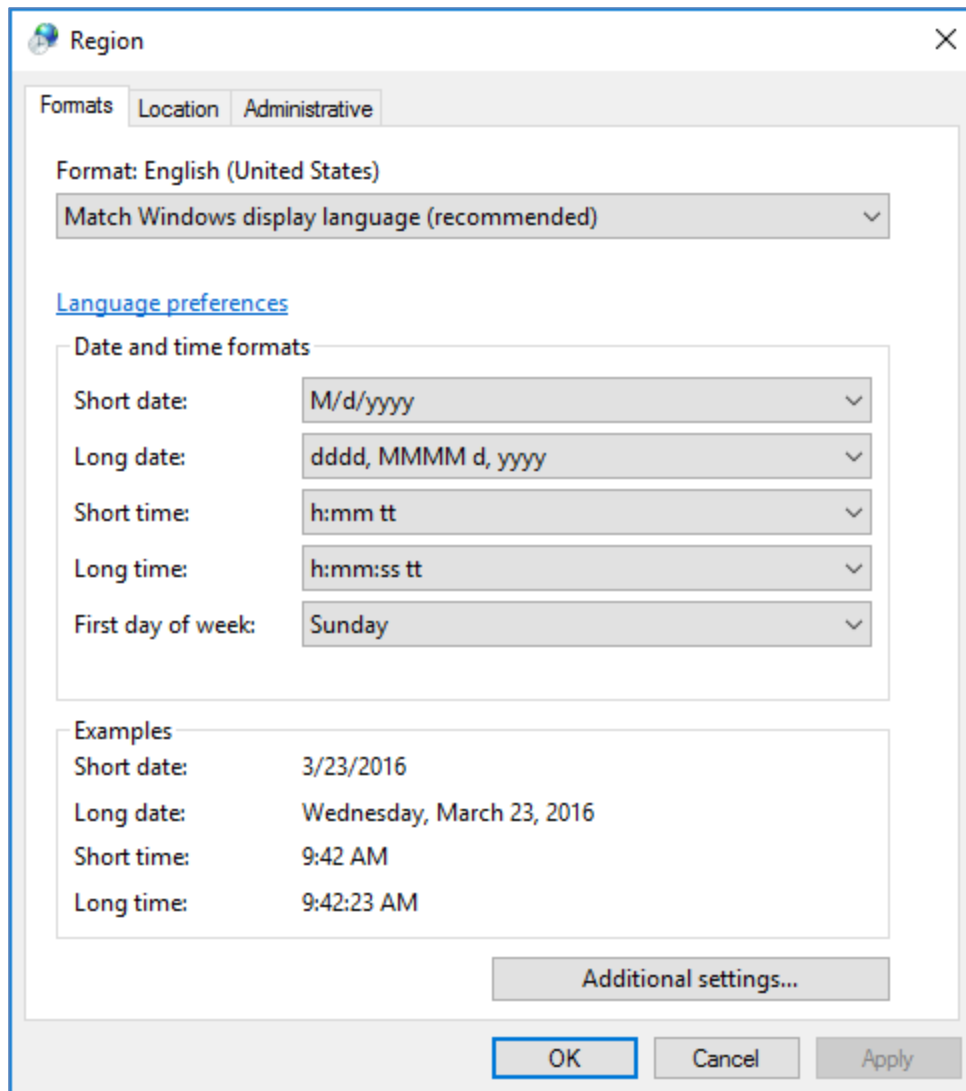 Region
Formats Location Administrative
Format: English (United States)
Match Windows display language (recommended)
Language preferences
Date and time formats
Short date: M/d/yyyy
Long date: dddd, MMMM d, yyyy
Short time: h:mm tt
Long time: h:mm:ss tt
First day of week: Sunday
Examples
Short date: 3/23/2016
Long date: Wednesday, March 23, 2016
Short time: 9:42 AM
Long time: 9:42:23 AM
Additional settings...
OK Cancel Apply